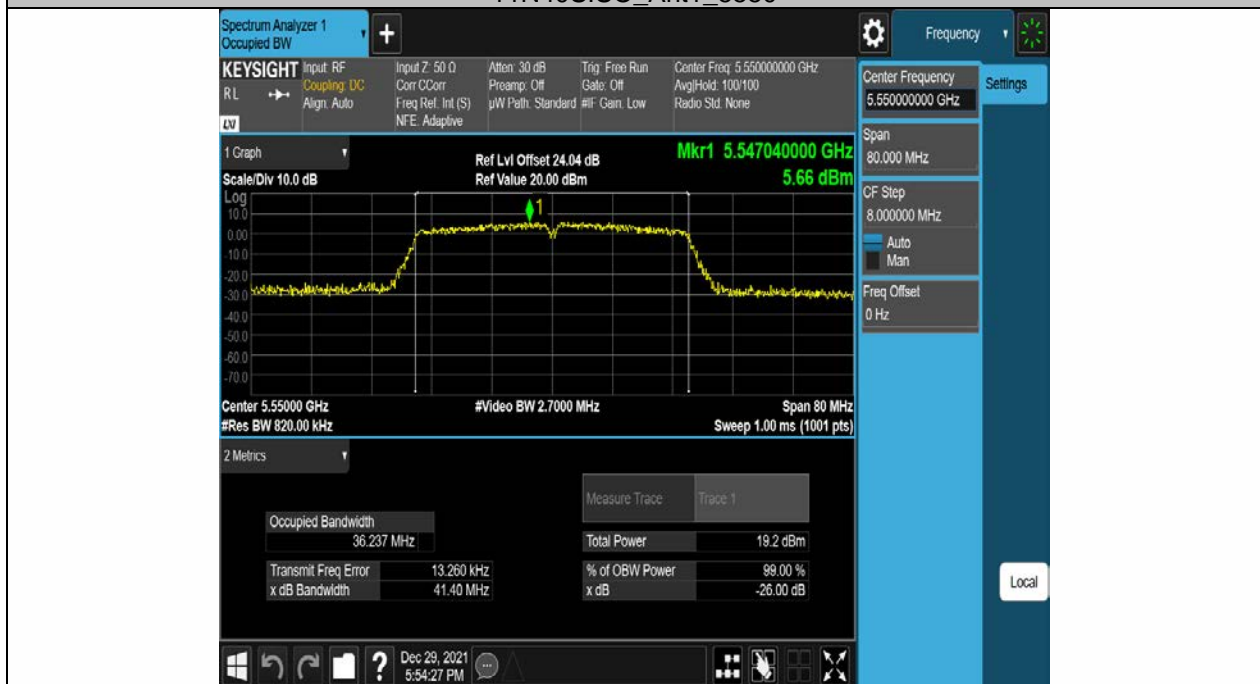 Spectrum Analyzer 1
Occupied BW
+
Frequency
KEYSIGHT
RL
LXI
Input: RF
Coupling: DC
Align: Auto
Input Z: 50 Ω
Corr CCorr
Freq Ref: Int (S)
NFE: Adaptive
Atten: 30 dB
Preamp: Off
µW Path: Standard
Trig: Free Run
Gate: Off
#IF Gain: Low
Center Freq: 5.550000000 GHz
Avg|Hold: 100/100
Radio Std: None
Center Frequency
5.550000000 GHz
Settings
Span
80.000 MHz
CF Step
8.000000 MHz
Auto
Man
Freq Offset
0 Hz
1 Graph
Scale/Div 10.0 dB
Ref Lvl Offset 24.04 dB
Ref Value 20.00 dBm
Mkr1 5.547040000 GHz
5.66 dBm
Log
10.0
0.00
-10.0
-20.0
-30.0
-40.0
-50.0
-60.0
-70.0
1
Center 5.55000 GHz
#Res BW 820.00 kHz
#Video BW 2.7000 MHz
Span 80 MHz
Sweep 1.00 ms (1001 pts)
2 Metrics
Measure Trace Trace 1
Occupied Bandwidth
36.237 MHz
Total Power 19.2 dBm
Transmit Freq Error 13.260 kHz
% of OBW Power 99.00 %
x dB Bandwidth 41.40 MHz
x dB -26.00 dB
Local
?
Dec 29, 2021
5:54:27 PM